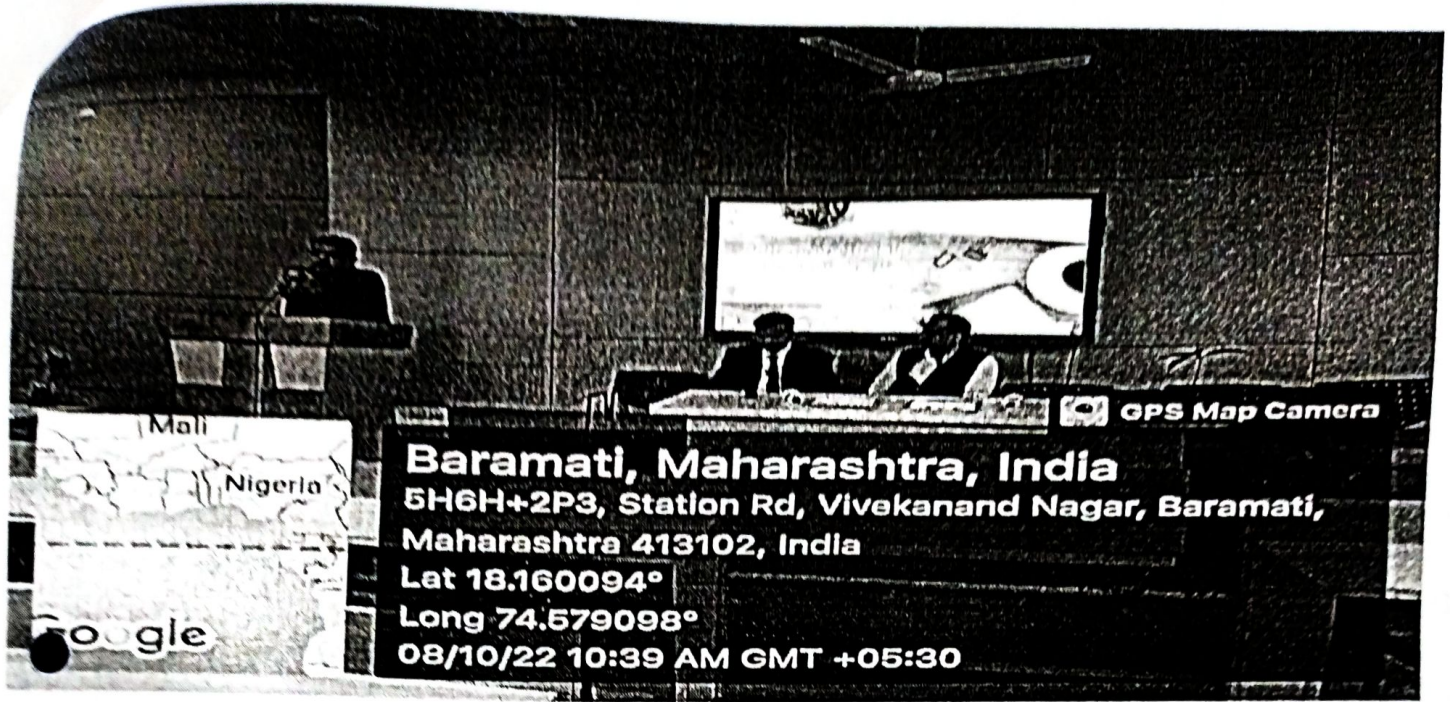 GPS Map Camera
Mali
Nigeria
Google
Baramati, Maharashtra, India
5H6H+2P3, Station Rd, Vivekanand Nagar, Baramati,
Maharashtra 413102, India
Lat 18.160094°
Long 74.579098°
08/10/22 10:39 AM GMT +05:30